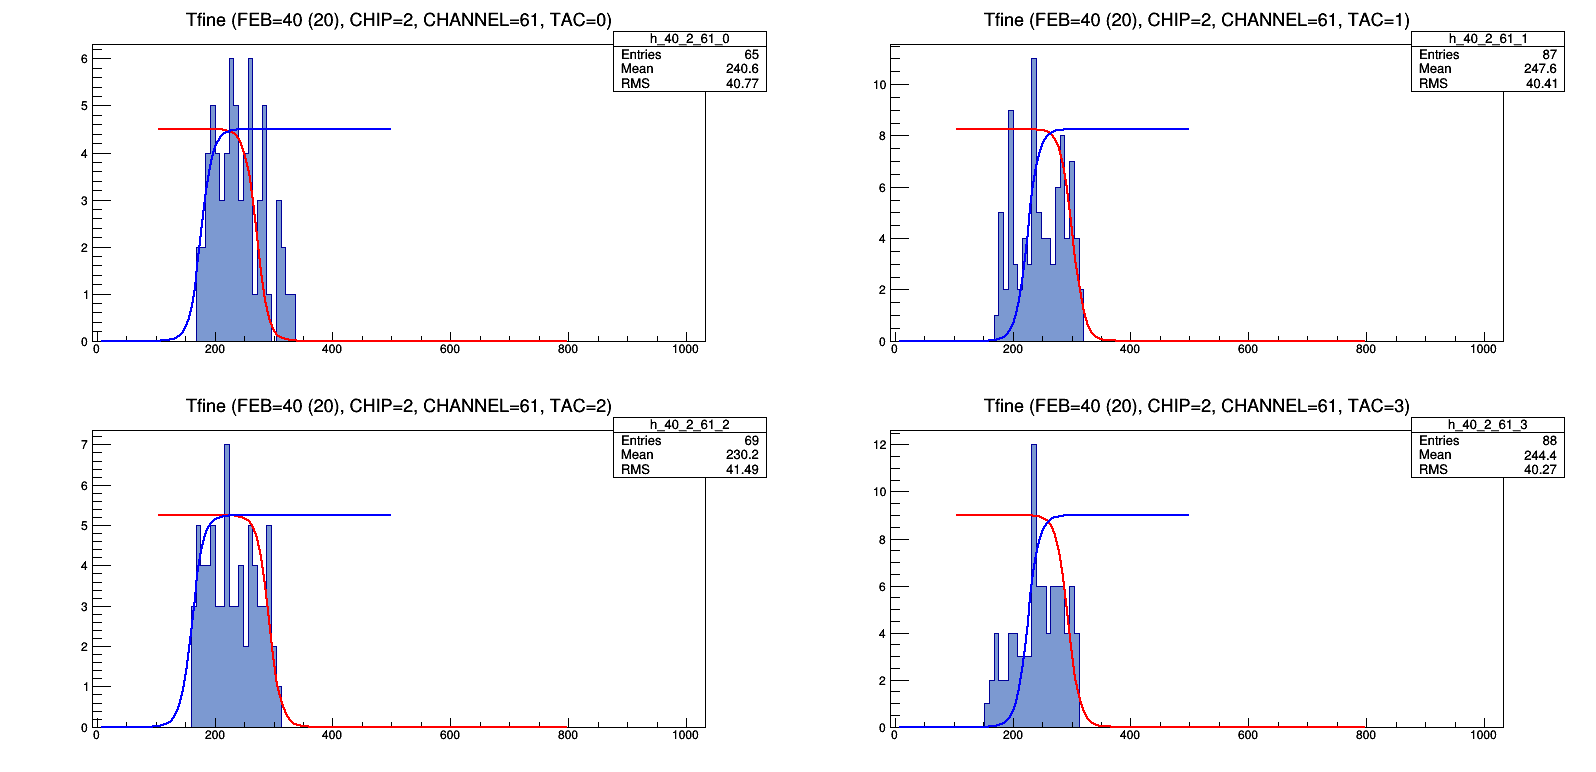 Tfine (FEB=40 (20), CHIP=2, CHANNEL=61, TAC=0)
h_40_2_61_0
Entries 65
Mean 240.6
RMS 40.77
6
5
4
3
2
1
0
0 200 400 600 800 1000
Tfine (FEB=40 (20), CHIP=2, CHANNEL=61, TAC=1)
h_40_2_61_1
Entries 87
Mean 247.6
RMS 40.41
10
8
6
4
2
0
0 200 400 600 800 1000
Tfine (FEB=40 (20), CHIP=2, CHANNEL=61, TAC=2)
h_40_2_61_2
Entries 69
Mean 230.2
RMS 41.49
7
6
5
4
3
2
1
0
0 200 400 600 800 1000
Tfine (FEB=40 (20), CHIP=2, CHANNEL=61, TAC=3)
h_40_2_61_3
Entries 88
Mean 244.4
RMS 40.27
12
10
8
6
4
2
0
0 200 400 600 800 1000